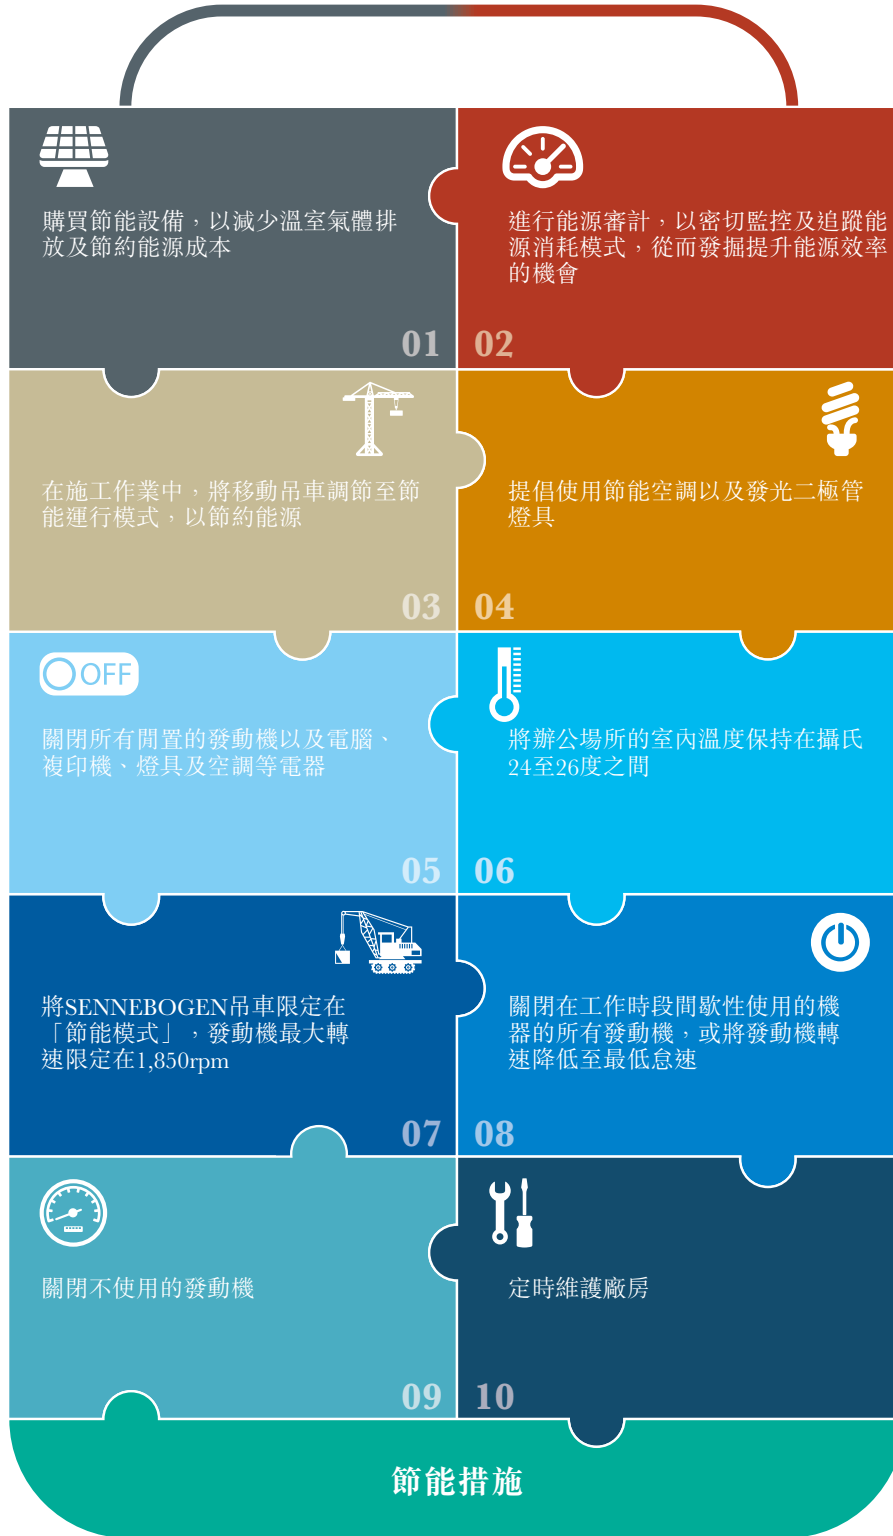 購買節能設備，以減少溫室氣體排
放及節約能源成本
01
進行能源審計，以密切監控及追蹤能
源消耗模式，從而發掘提升能源效率
的機會
02
在施工作業中，將移動吊車調節至節
能運行模式，以節約能源
03
提倡使用節能空調以及發光二極管
燈具
04
OFF
關閉所有閒置的發動機以及電腦、
複印機、燈具及空調等電器
05
將辦公場所的室內溫度保持在攝氏
24至26度之間
06
將SENNEBOGEN吊車限定在
「節能模式」，發動機最大轉
速限定在1,850rpm
07
關閉在工作時段間歇性使用的機
器的所有發動機，或將發動機轉
速降低至最低怠速
08
關閉不使用的發動機
09
定時維護廠房
10
節能措施